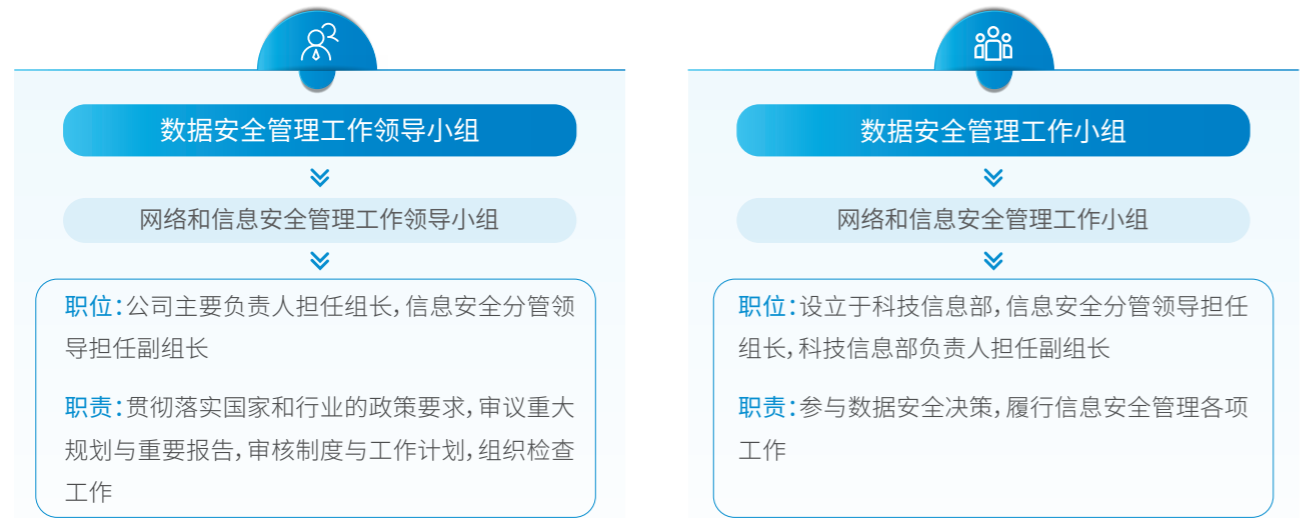 数据安全管理工作领导小组
网络和信息安全管理工作领导小组
职位：公司主要负责人担任组长，信息安全分管领
导担任副组长
职责：贯彻落实国家和行业的政策要求，审议重大
规划与重要报告，审核制度与工作计划，组织检查
工作
数据安全管理工作小组
网络和信息安全管理工作小组
职位：设立于科技信息部，信息安全分管领导担任
组长，科技信息部负责人担任副组长
职责：参与数据安全决策，履行信息安全管理各项
工作